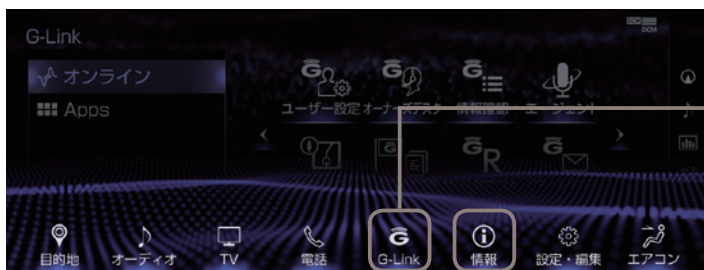 DCM
G-Link
オンライン
Apps
ユーザー設定 オーナーズデスク 情報確認 エージェント
目的地 オーディオ TV 電話 G-Link 情報 設定・編集 エアコン